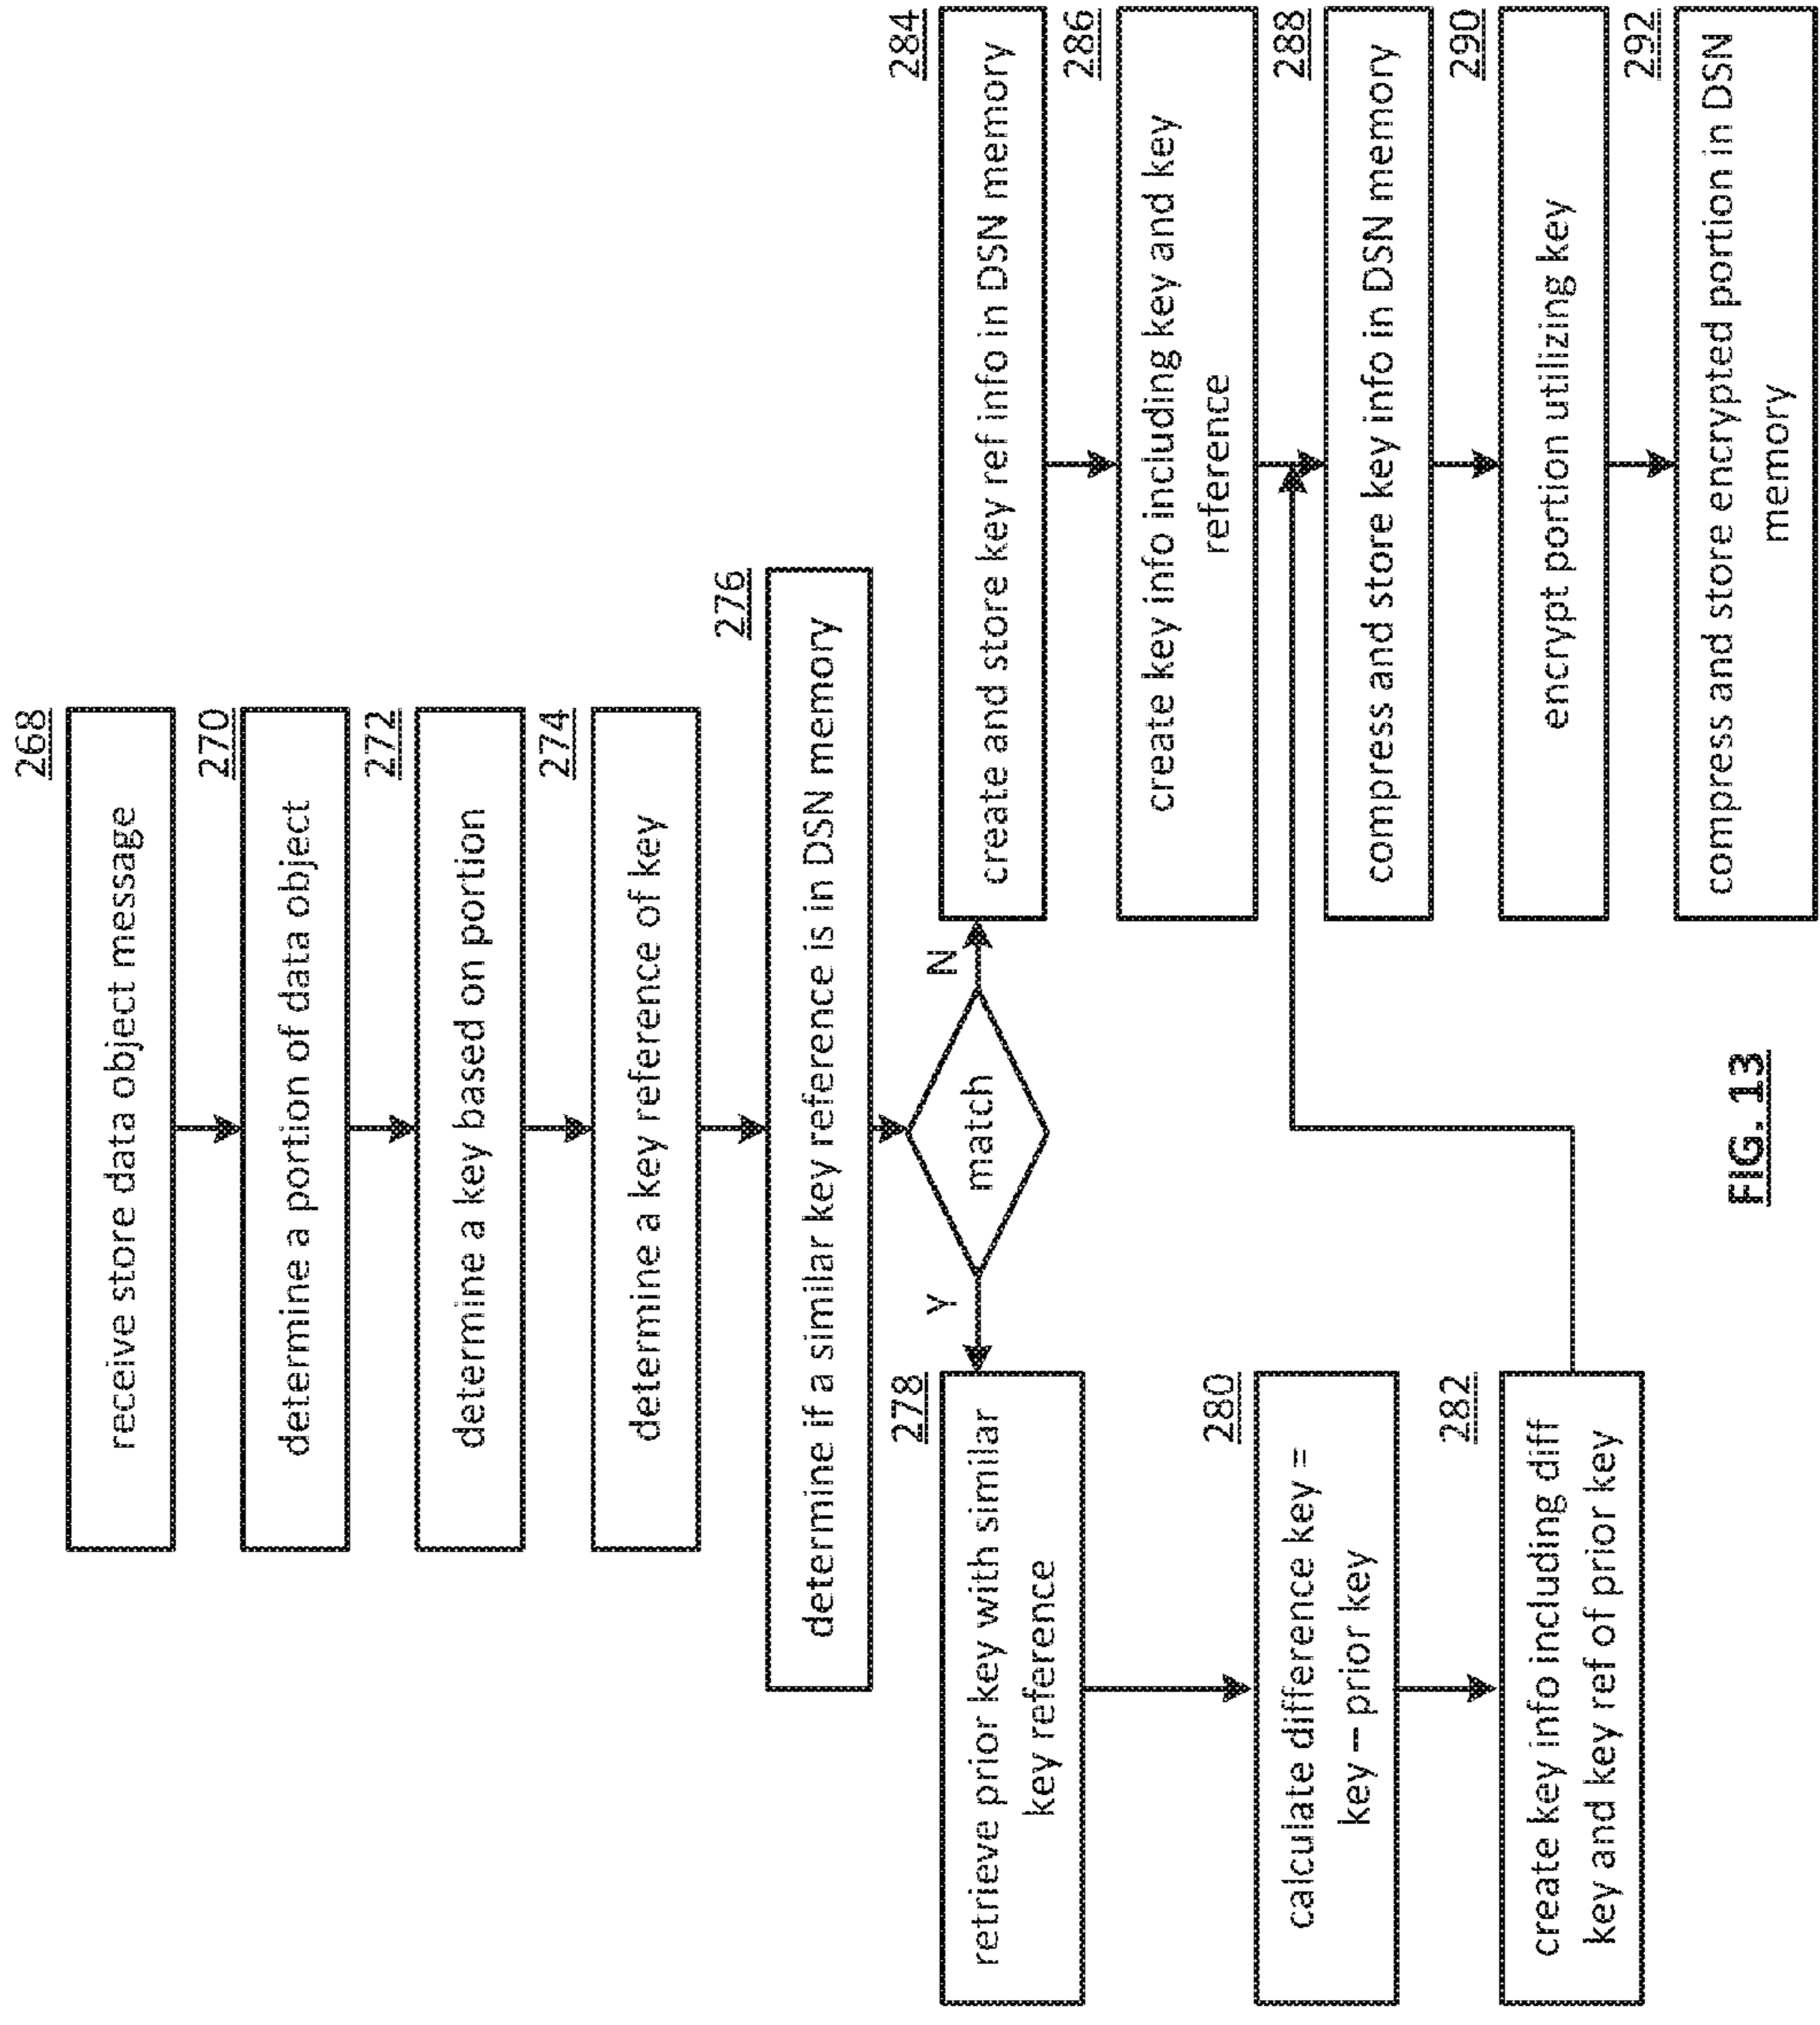 268
receive store data object message
270
determine a portion of data object
272
determine a key based on portion
274
determine a key reference of key
276
determine if a similar key reference is in DSN memory
match
Y
N
278
retrieve prior key with similar
key reference
280
calculate difference key =
key – prior key
282
create key info including diff
key and key ref of prior key
284
create and store key ref info in DSN memory
286
create key info including key and key
reference
288
compress and store key info in DSN memory
290
encrypt portion utilizing key
292
compress and store encrypted portion in DSN
memory
FIG. 13